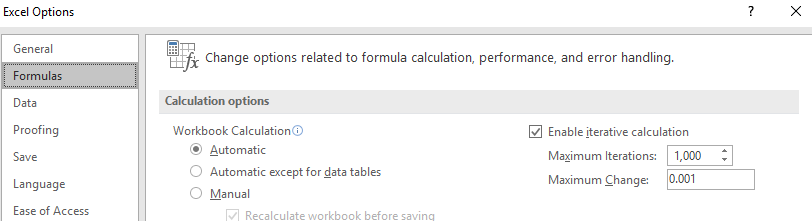 Excel Options ? ×
General
Formulas
Data
Proofing
Save
Language
Ease of Access
fx Change options related to formula calculation, performance, and error handling.
Calculation options
Workbook Calculation
Automatic
Automatic except for data tables
Manual
Recalculate workbook before saving
Enable iterative calculation
Maximum Iterations: 1,000
Maximum Change: 0.001